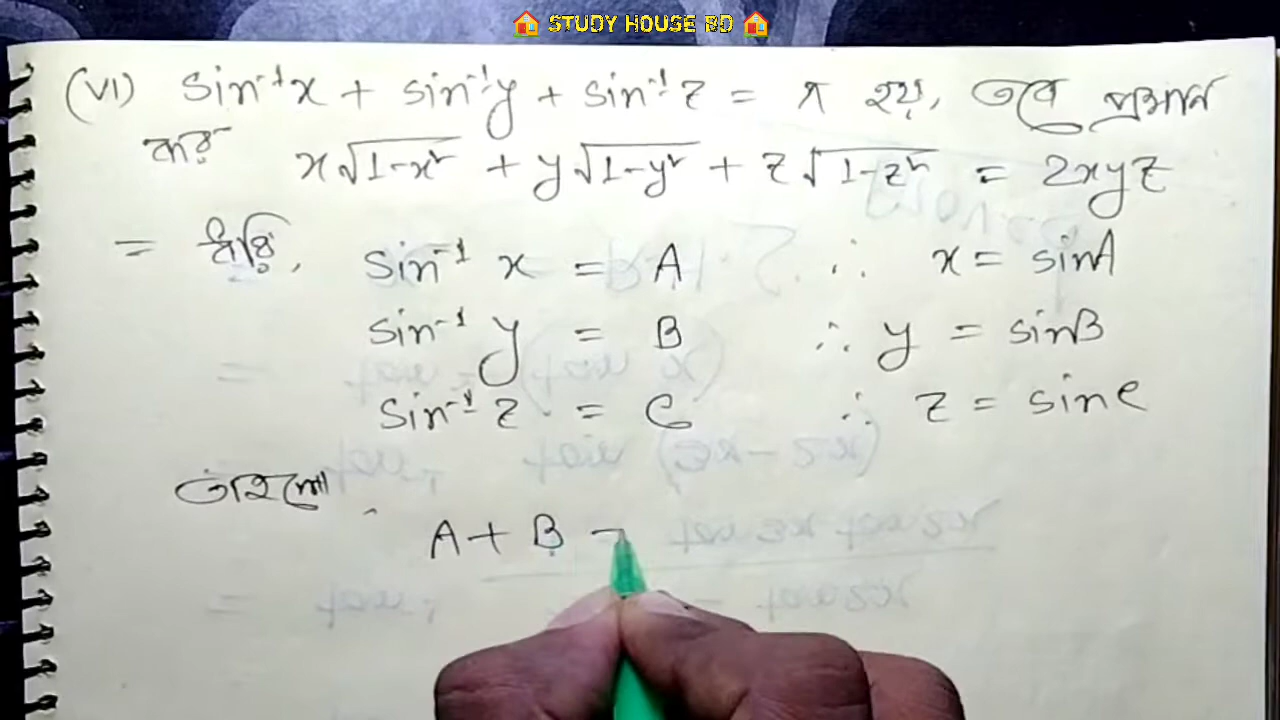 🏠 STUDY HOUSE BD 🏠
(VI) sin⁻¹x + sin⁻¹y + sin⁻¹z = π হয়, তবে প্রমাণ
কর x√1-x² + y√1-y² + z√1-z² = 2xyz
= ধরি, sin⁻¹ x = A ∴ x = sinA
sin⁻¹ y = B ∴ y = sinB
sin⁻¹ z = C ∴ z = sinC
তাহলে,
A + B